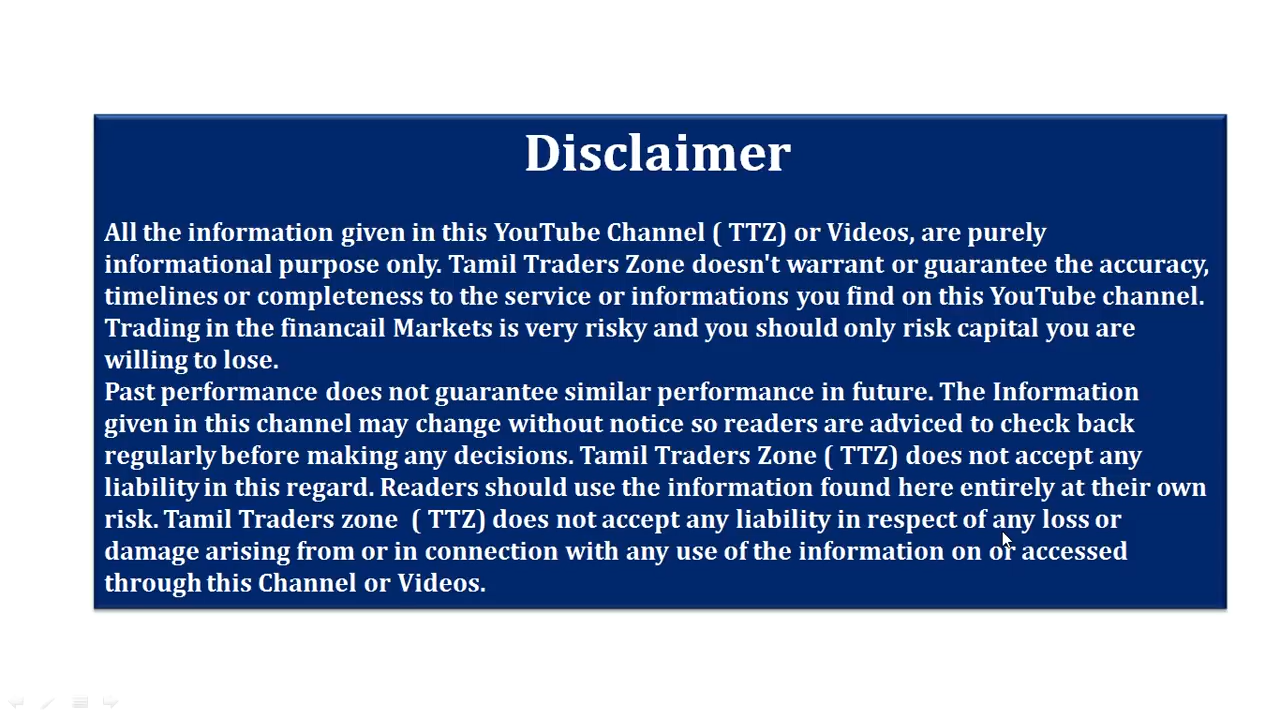 Disclaimer
All the information given in this YouTube Channel ( TTZ) or Videos, are purely
informational purpose only. Tamil Traders Zone doesn't warrant or guarantee the accuracy,
timelines or completeness to the service or informations you find on this YouTube channel.
Trading in the financail Markets is very risky and you should only risk capital you are
willing to lose.
Past performance does not guarantee similar performance in future. The Information
given in this channel may change without notice so readers are adviced to check back
regularly before making any decisions. Tamil Traders Zone ( TTZ) does not accept any
liability in this regard. Readers should use the information found here entirely at their own
risk. Tamil Traders zone  ( TTZ) does not accept any liability in respect of any loss or
damage arising from or in connection with any use of the information on or accessed
through this Channel or Videos.